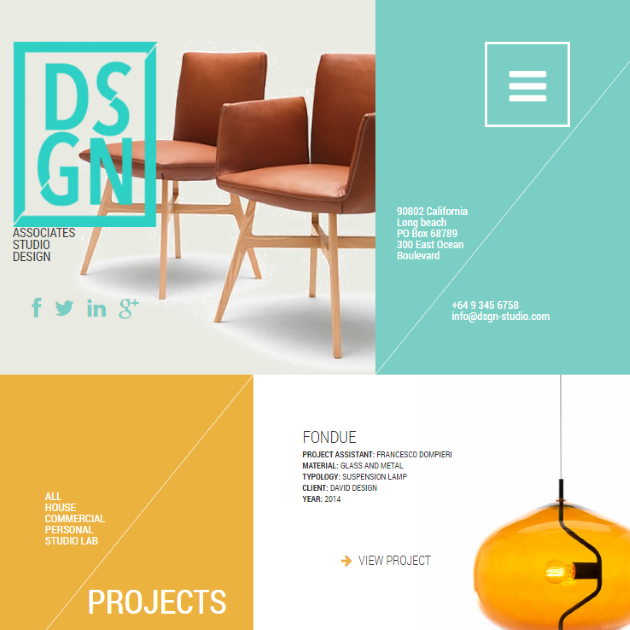 DS
GN
ASSOCIATES
STUDIO
DESIGN
f in g+
90802 California
Long beach
PO Box 68789
300 East Ocean
Boulevard
+64 9 345 6758
info@dsgn-studio.com
ALL
HOUSE
COMMERCIAL
PERSONAL
STUDIO LAB
PROJECTS
FONDUE
PROJECT ASSISTANT: FRANCESCO DOMPIERI
MATERIAL: GLASS AND METAL
TYPOLOGY: SUSPENSION LAMP
CLIENT: DAVID DESIGN
YEAR: 2014
VIEW PROJECT